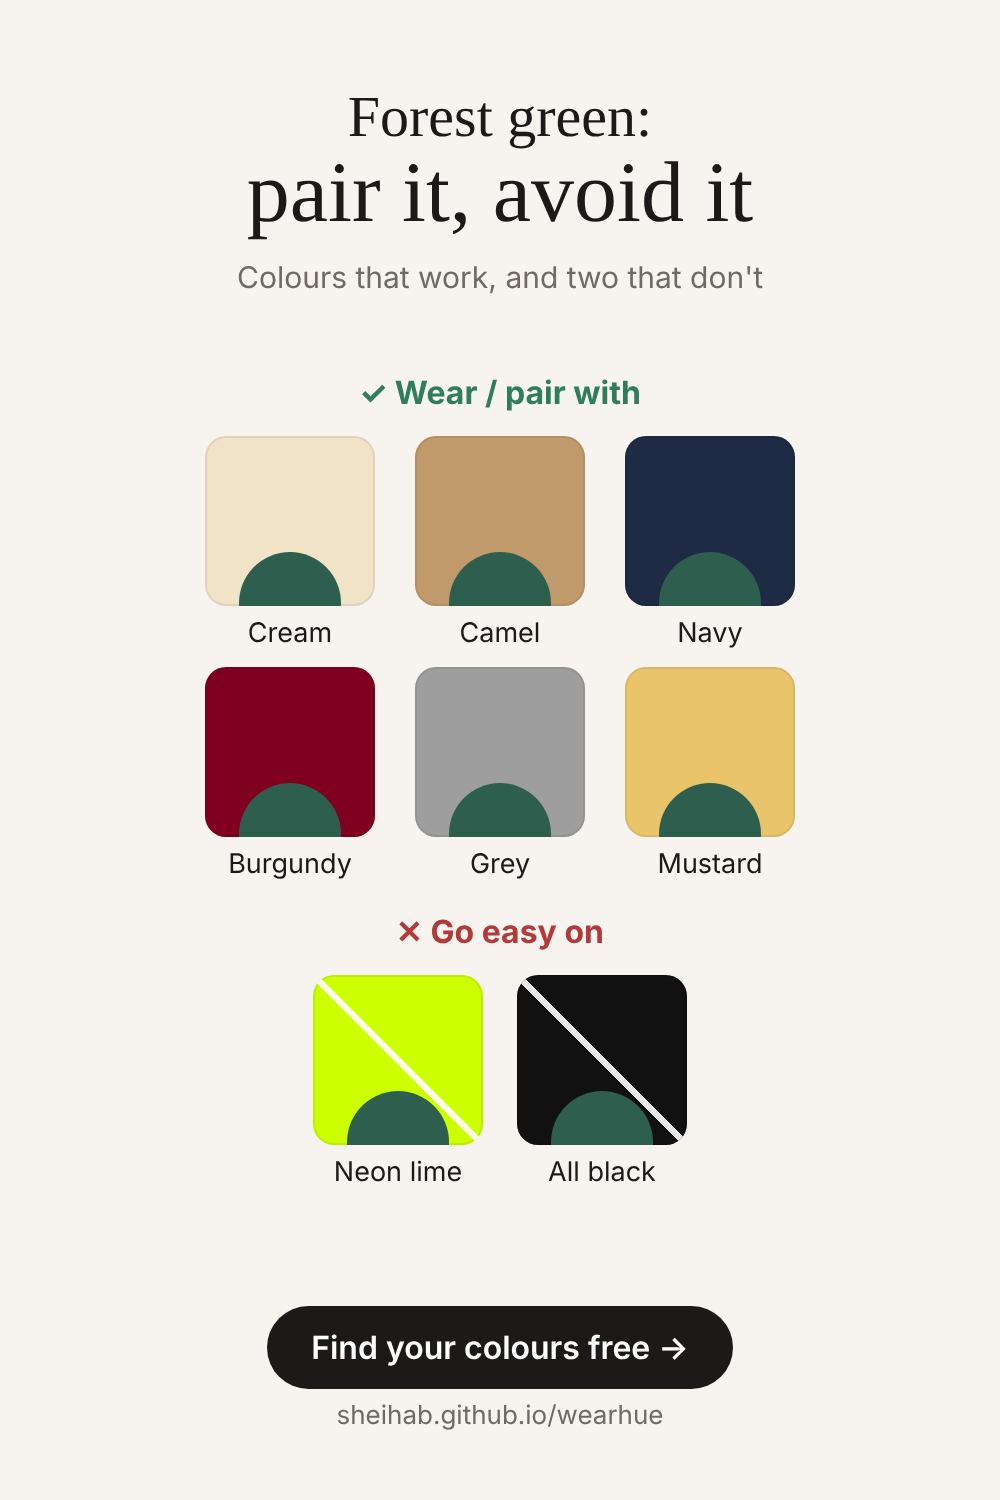 Forest green:
pair it, avoid it
Colours that work, and two that don't
✓ Wear / pair with
Cream
Camel
Navy
Burgundy
Grey
Mustard
✕ Go easy on
Neon lime
All black
Find your colours free →
sheihab.github.io/wearhue